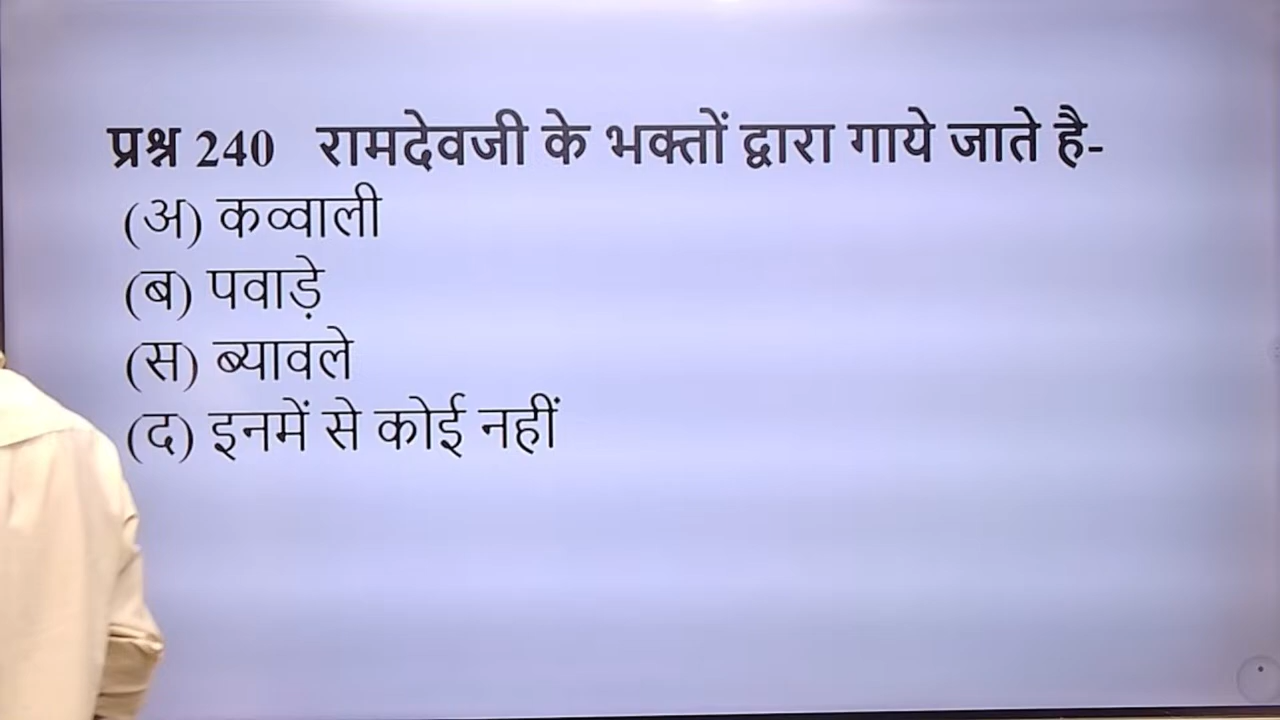 प्रश्न 240 रामदेवजी के भक्तों द्वारा गाये जाते है-
(अ) कव्वाली
(ब) पवाड़े
(स) ब्यावले
(द) इनमें से कोई नहीं